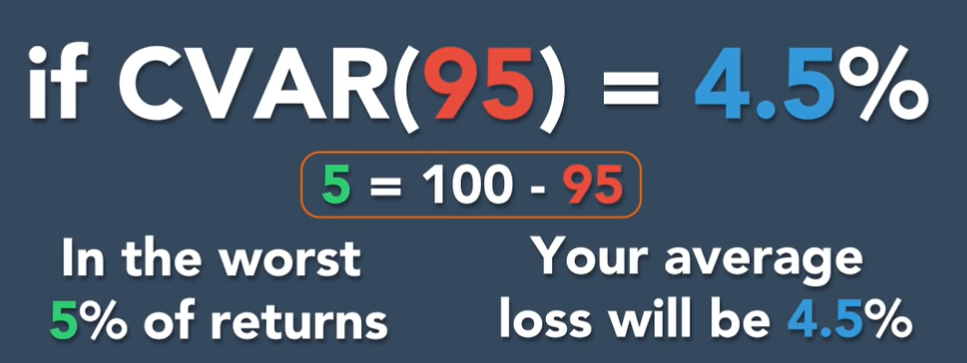 if CVAR(95) = 4.5%
5 = 100 - 95
In the worst
5% of returns
Your average
loss will be 4.5%